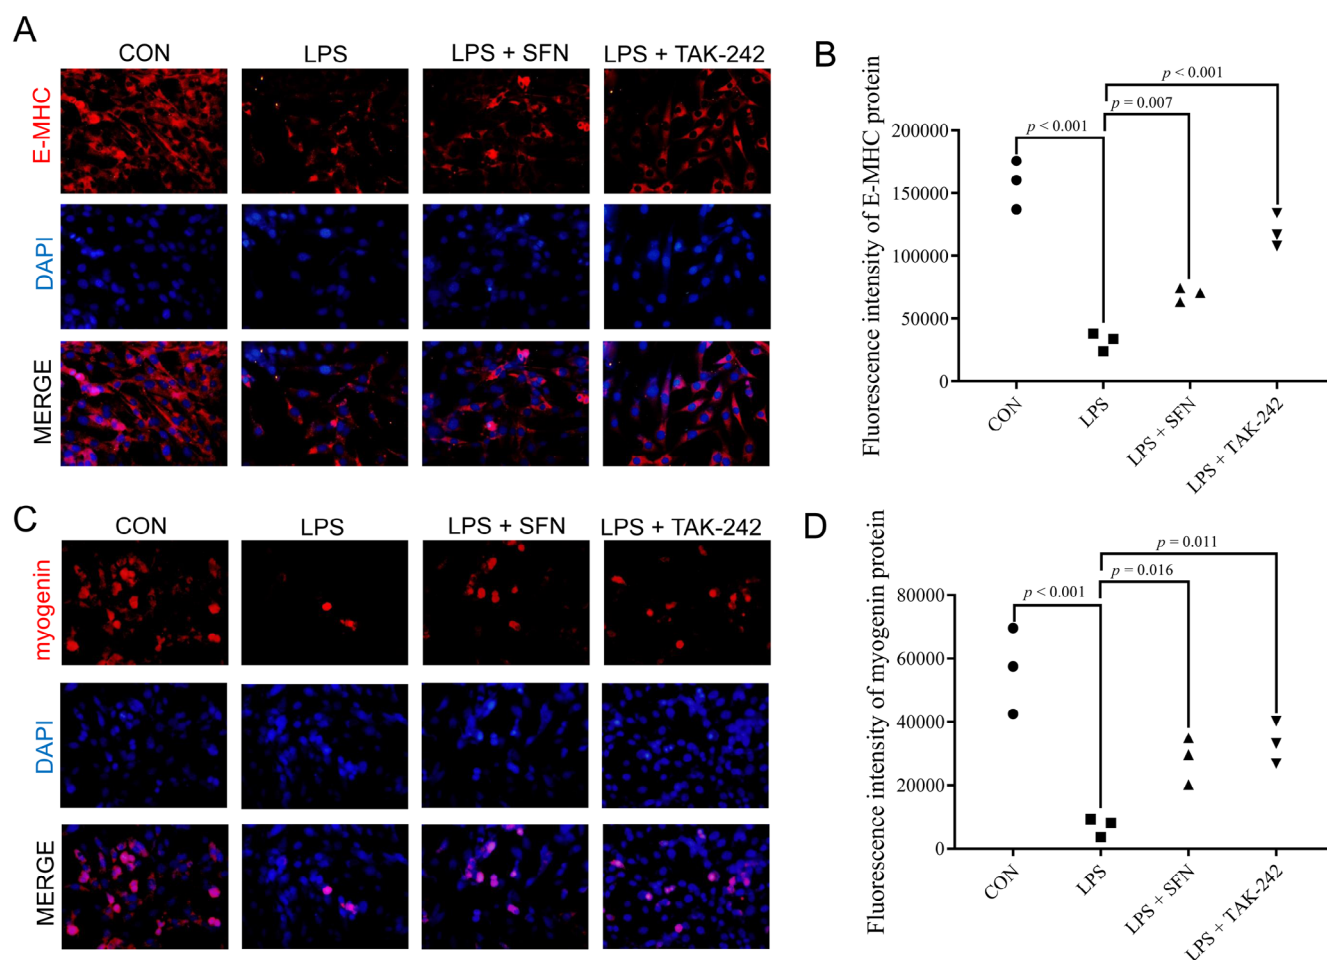 A
CON
LPS
LPS + SFN
LPS + TAK-242
E-MHC
DAPI
MERGE
B
Fluorescence intensity of E-MHC protein
p < 0.001
p = 0.007
p < 0.001
200000
150000
100000
50000
0
CON
LPS
LPS + SFN
LPS + TAK-242
C
CON
LPS
LPS + SFN
LPS + TAK-242
myogenin
DAPI
MERGE
D
Fluorescence intensity of myogenin protein
p = 0.011
p = 0.016
p < 0.001
80000
60000
40000
20000
0
CON
LPS
LPS + SFN
LPS + TAK-242